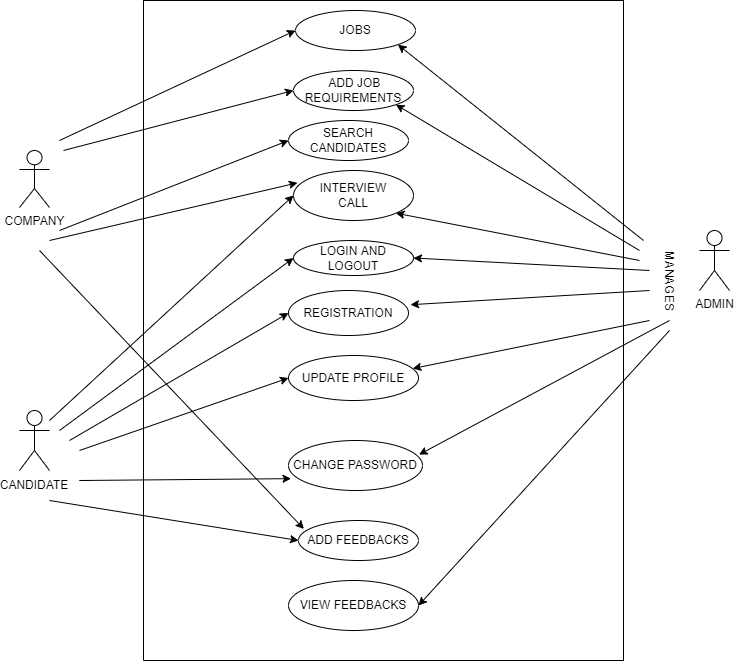 JOBS
ADD JOB
REQUIREMENTS
SEARCH
CANDIDATES
INTERVIEW
CALL
COMPANY
LOGIN AND
LOGOUT
MANAGES
ADMIN
REGISTRATION
UPDATE PROFILE
CHANGE PASSWORD
CANDIDATE
ADD FEEDBACKS
VIEW FEEDBACKS